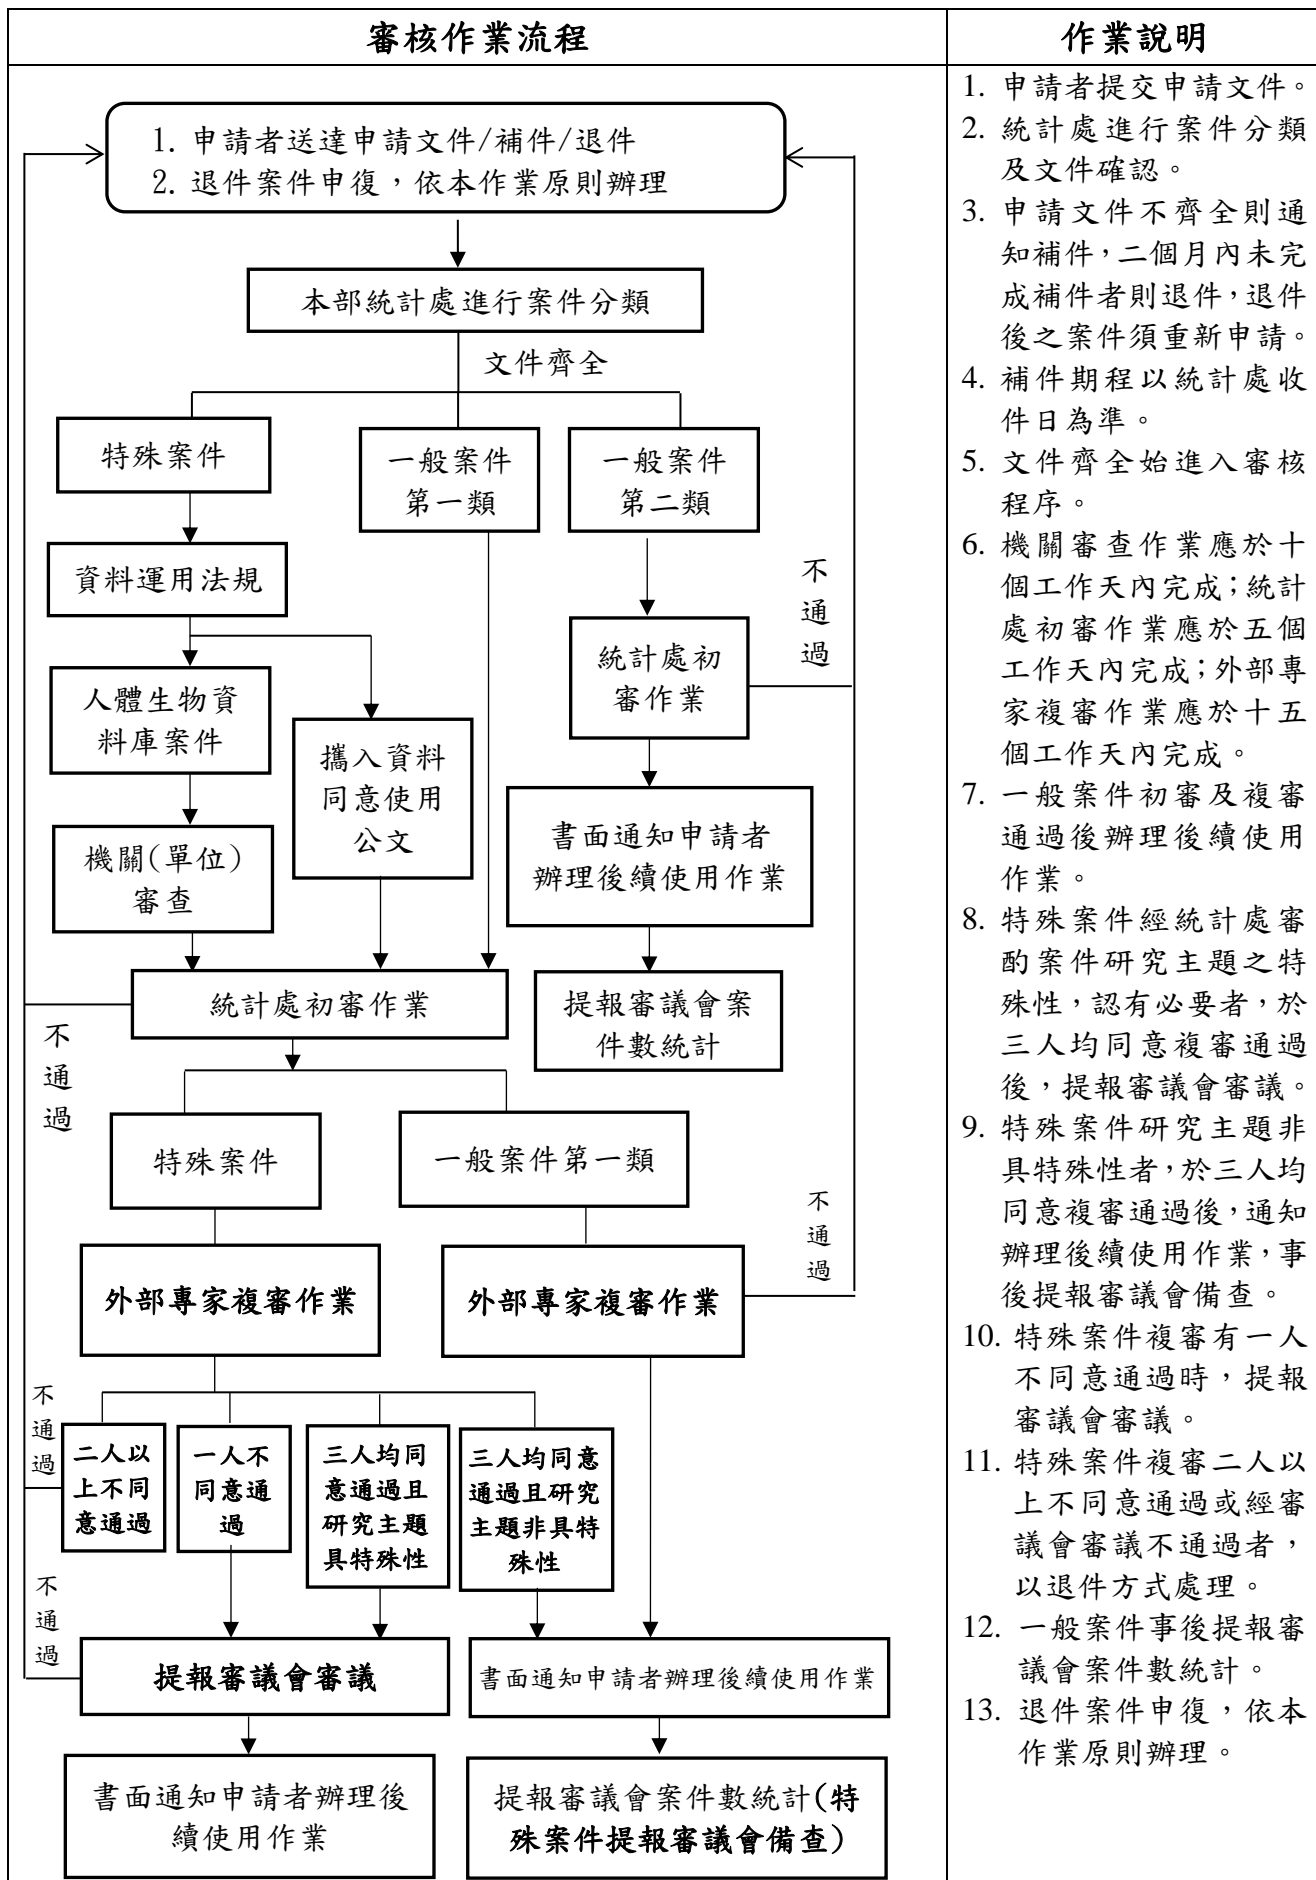 審核作業流程
作業說明
1. 申請者送達申請文件/補件/退件
2. 退件案件申復，依本作業原則辦理
本部統計處進行案件分類
文件齊全
特殊案件
一般案件
第一類
一般案件
第二類
資料運用法規
不
通
過
統計處初
審作業
人體生物資
料庫案件
攜入資料
同意使用
公文
書面通知申請者
辦理後續使用作業
機關(單位)
審查
統計處初審作業
提報審議會案
件數統計
不
通
過
特殊案件
一般案件第一類
不
通
過
外部專家複審作業
外部專家複審作業
不
通
過
二人以
上不同
意通過
一人不
同意通
過
三人均同
意通過且
研究主題
具特殊性
三人均同意
通過且研究
主題非具特
殊性
不
通
過
提報審議會審議
書面通知申請者辦理後續使用作業
書面通知申請者辦理後
續使用作業
提報審議會案件數統計(特
殊案件提報審議會備查)
1. 申請者提交申請文件。
2. 統計處進行案件分類
及文件確認。
3. 申請文件不齊全則通
知補件，二個月內未完
成補件者則退件，退件
後之案件須重新申請。
4. 補件期程以統計處收
件日為準。
5. 文件齊全始進入審核
程序。
6. 機關審查作業應於十
個工作天內完成；統計
處初審作業應於五個
工作天內完成；外部專
家複審作業應於十五
個工作天內完成。
7. 一般案件初審及複審
通過後辦理後續使用
作業。
8. 特殊案件經統計處審
酌案件研究主題之特
殊性，認有必要者，於
三人均同意複審通過
後，提報審議會審議。
9. 特殊案件研究主題非
具特殊性者，於三人均
同意複審通過後，通知
辦理後續使用作業，事
後提報審議會備查。
10. 特殊案件複審有一人
不同意通過時，提報
審議會審議。
11. 特殊案件複審二人以
上不同意通過或經審
議會審議不通過者，
以退件方式處理。
12. 一般案件事後提報審
議會案件數統計。
13. 退件案件申復，依本
作業原則辦理。